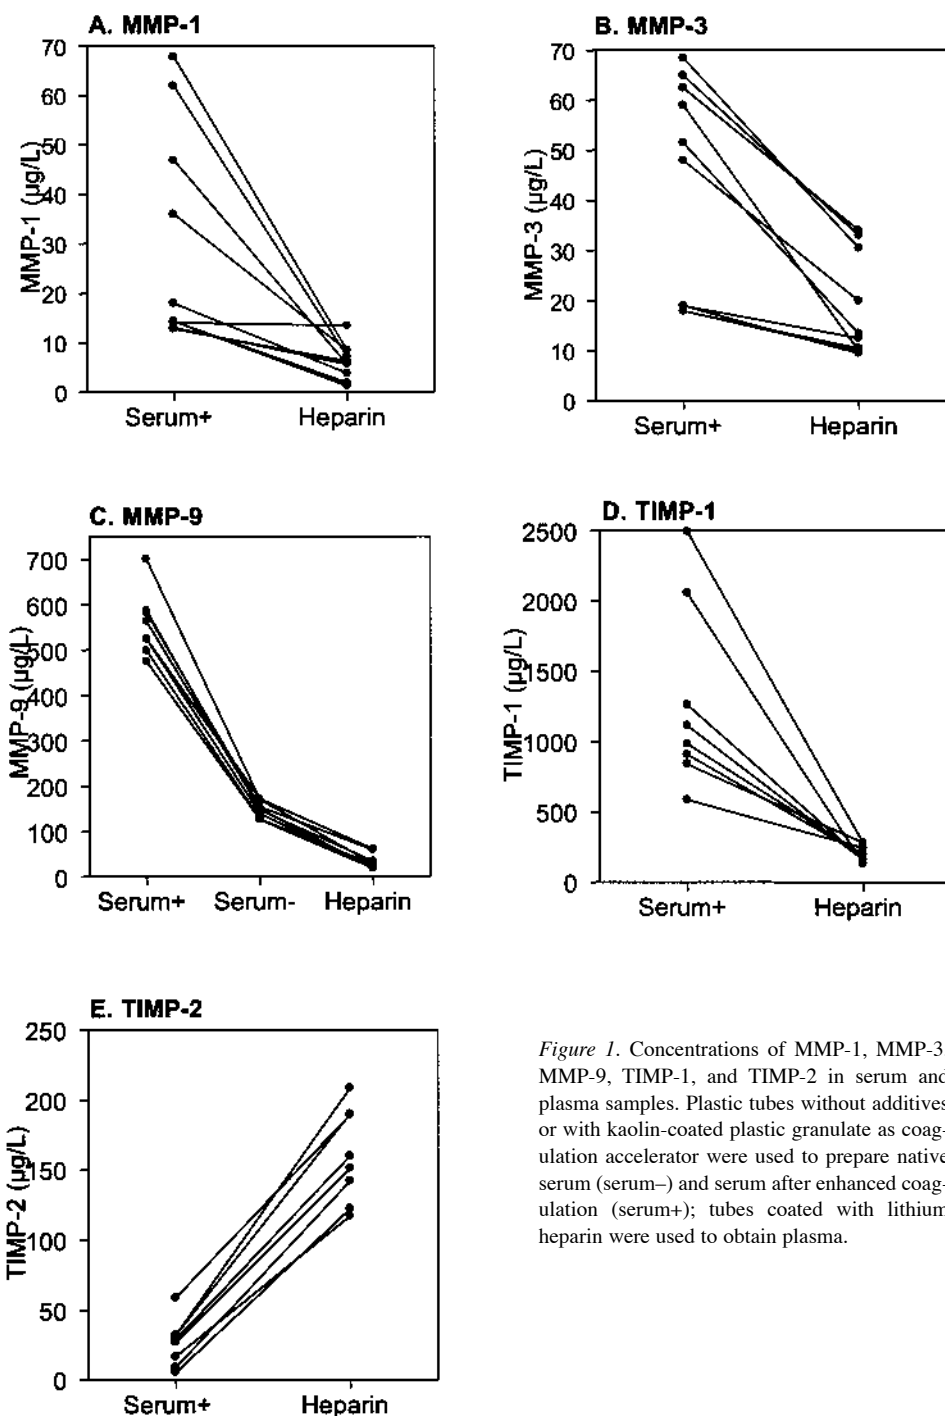 A. MMP-1
70
60
50
40
30
20
10
0
MMP-1 (µg/L)
Serum+ Heparin
B. MMP-3
70
60
50
40
30
20
10
0
MMP-3 (µg/L)
Serum+ Heparin
C. MMP-9
700
600
500
400
300
200
100
0
MMP-9 (µg/L)
Serum+ Serum- Heparin
D. TIMP-1
2500
2000
1500
1000
500
0
TIMP-1 (µg/L)
Serum+ Heparin
E. TIMP-2
250
200
150
100
50
0
TIMP-2 (µg/L)
Serum+ Heparin
Figure 1. Concentrations of MMP-1, MMP-3,
MMP-9, TIMP-1, and TIMP-2 in serum and
plasma samples. Plastic tubes without additives
or with kaolin-coated plastic granulate as coag-
ulation accelerator were used to prepare native
serum (serum–) and serum after enhanced coag-
ulation (serum+); tubes coated with lithium
heparin were used to obtain plasma.